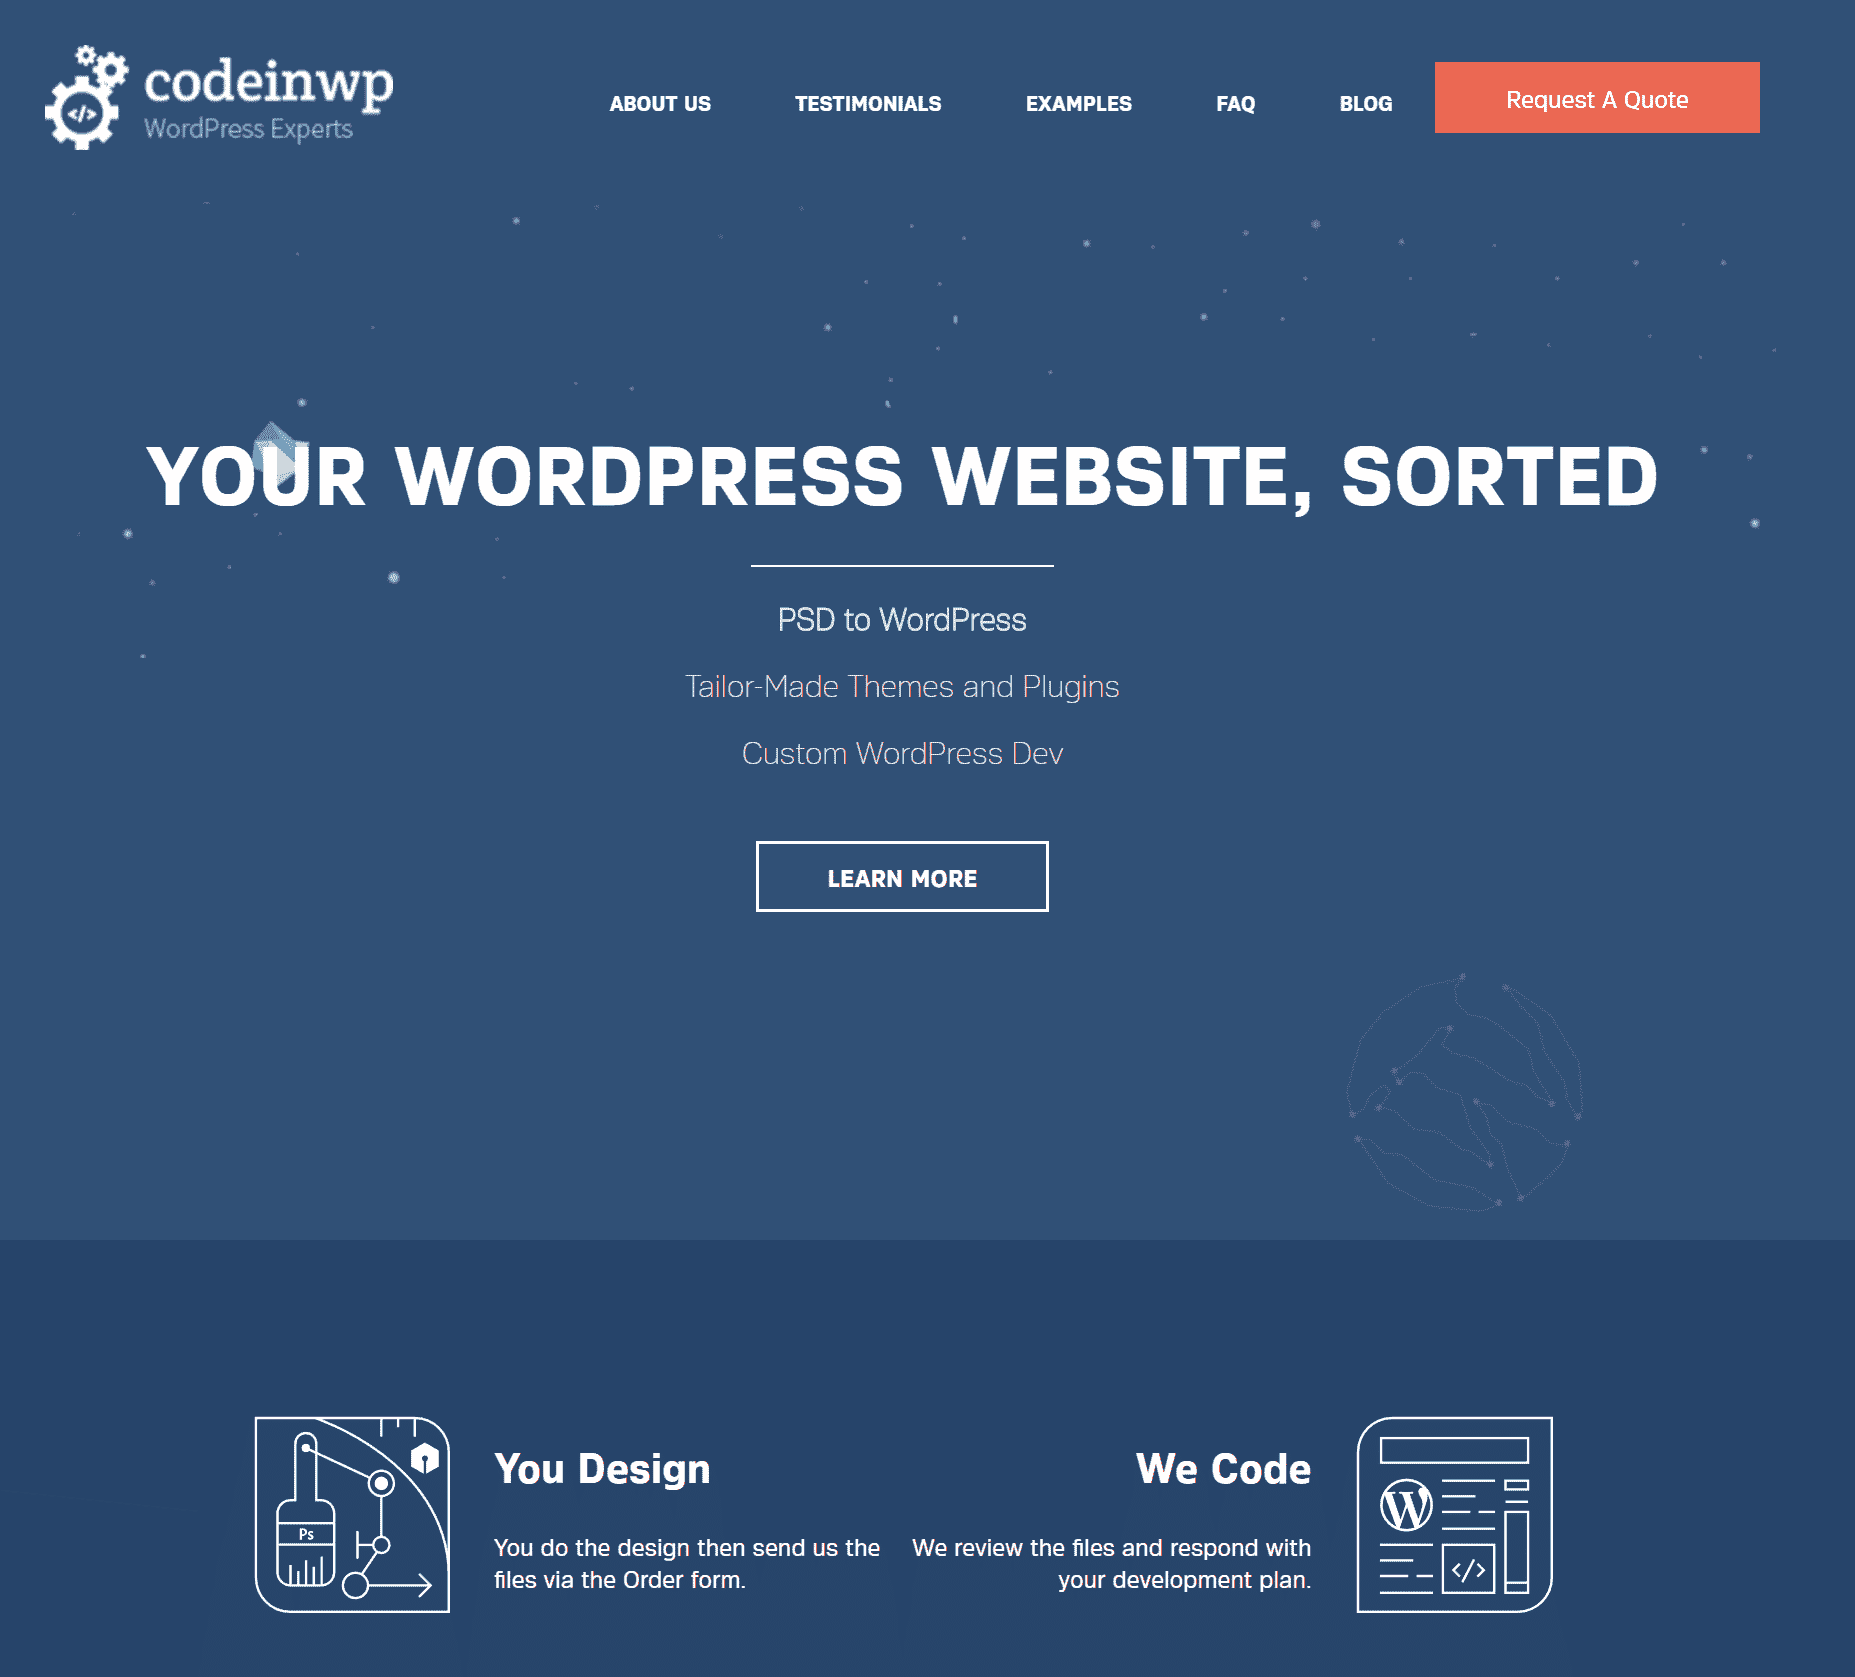 codeinwp
WordPress Experts
ABOUT US
TESTIMONIALS
EXAMPLES
FAQ
BLOG
Request A Quote
YOUR WORDPRESS WEBSITE, SORTED
PSD to WordPress
Tailor-Made Themes and Plugins
Custom WordPress Dev
LEARN MORE
Ps
You Design
You do the design then send us the
files via the Order form.
We Code
We review the files and respond with
your development plan.
W
</>